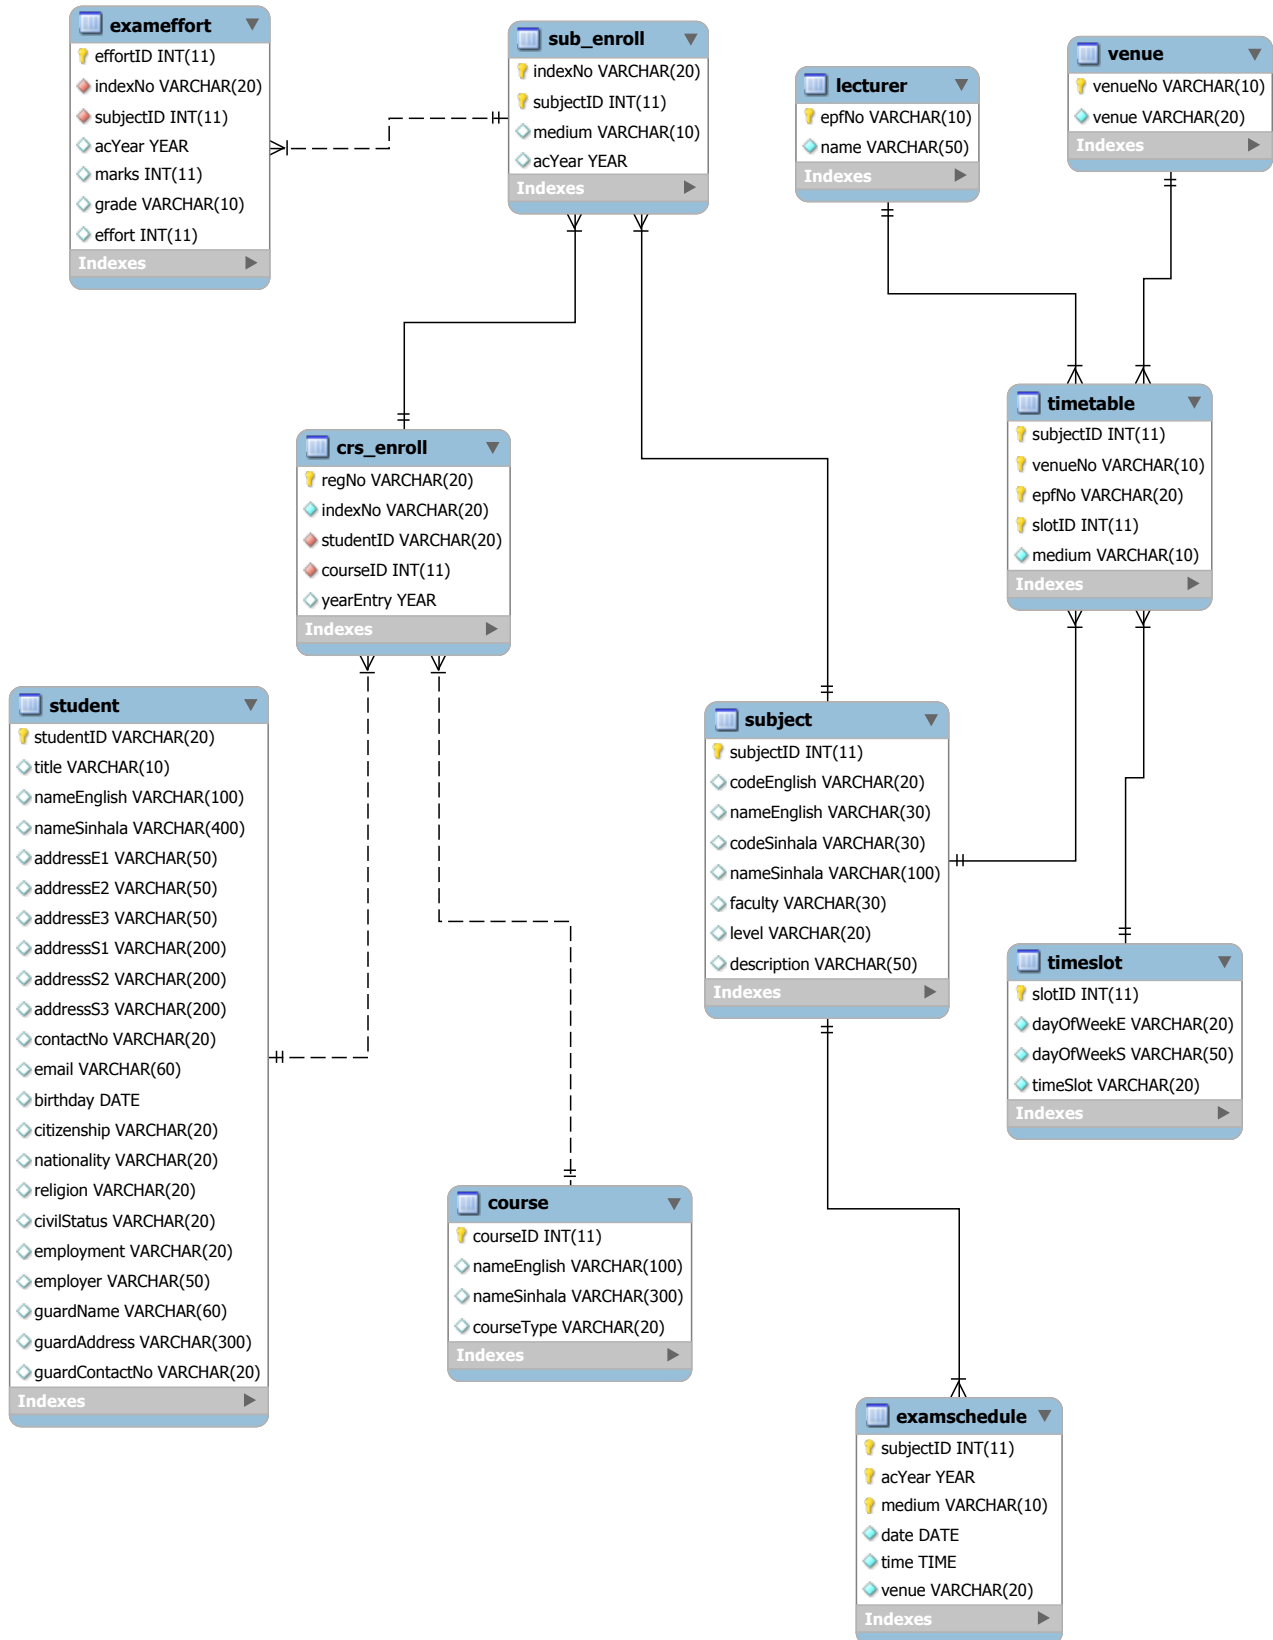 exameffort
effortID INT(11)
indexNo VARCHAR(20)
subjectID INT(11)
acYear YEAR
marks INT(11)
grade VARCHAR(10)
effort INT(11)
Indexes
sub_enroll
indexNo VARCHAR(20)
subjectID INT(11)
medium VARCHAR(10)
acYear YEAR
Indexes
lecturer
epfNo VARCHAR(10)
name VARCHAR(50)
Indexes
venue
venueNo VARCHAR(10)
venue VARCHAR(20)
Indexes
timetable
subjectID INT(11)
venueNo VARCHAR(10)
epfNo VARCHAR(20)
slotID INT(11)
medium VARCHAR(10)
Indexes
crs_enroll
regNo VARCHAR(20)
indexNo VARCHAR(20)
studentID VARCHAR(20)
courseID INT(11)
yearEntry YEAR
Indexes
student
studentID VARCHAR(20)
title VARCHAR(10)
nameEnglish VARCHAR(100)
nameSinhala VARCHAR(400)
addressE1 VARCHAR(50)
addressE2 VARCHAR(50)
addressE3 VARCHAR(50)
addressS1 VARCHAR(200)
addressS2 VARCHAR(200)
addressS3 VARCHAR(200)
contactNo VARCHAR(20)
email VARCHAR(60)
birthday DATE
citizenship VARCHAR(20)
nationality VARCHAR(20)
religion VARCHAR(20)
civilStatus VARCHAR(20)
employment VARCHAR(20)
employer VARCHAR(50)
guardName VARCHAR(60)
guardAddress VARCHAR(300)
guardContactNo VARCHAR(20)
Indexes
subject
subjectID INT(11)
codeEnglish VARCHAR(20)
nameEnglish VARCHAR(30)
codeSinhala VARCHAR(30)
nameSinhala VARCHAR(100)
faculty VARCHAR(30)
level VARCHAR(20)
description VARCHAR(50)
Indexes
timeslot
slotID INT(11)
dayOfWeekE VARCHAR(20)
dayOfWeekS VARCHAR(50)
timeSlot VARCHAR(20)
Indexes
course
courseID INT(11)
nameEnglish VARCHAR(100)
nameSinhala VARCHAR(300)
courseType VARCHAR(20)
Indexes
examschedule
subjectID INT(11)
acYear YEAR
medium VARCHAR(10)
date DATE
time TIME
venue VARCHAR(20)
Indexes